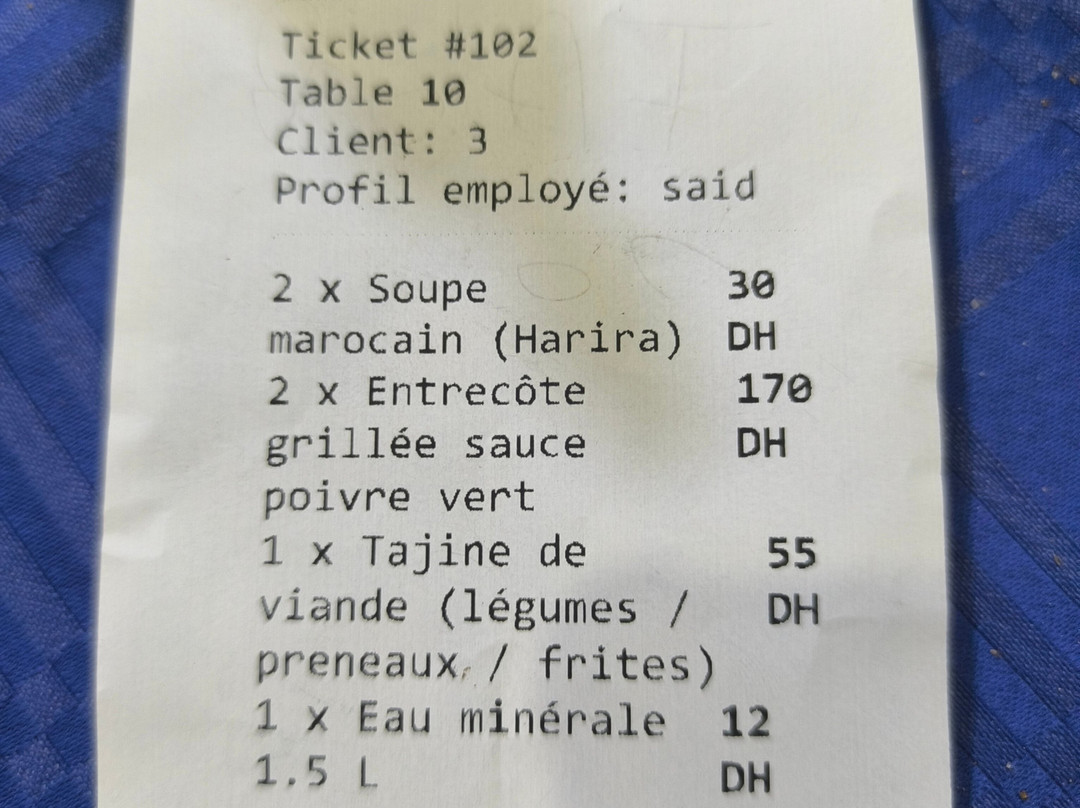 Ticket #102
Table 10
Client: 3
Profil employé: said
2 x Soupe 30
marocain (Harira) DH
2 x Entrecôte 170
grillée sauce DH
poivre vert
1 x Tajine de 55
viande (légumes / DH
preneaux / frites)
1 x Eau minérale 12
1.5 L DH